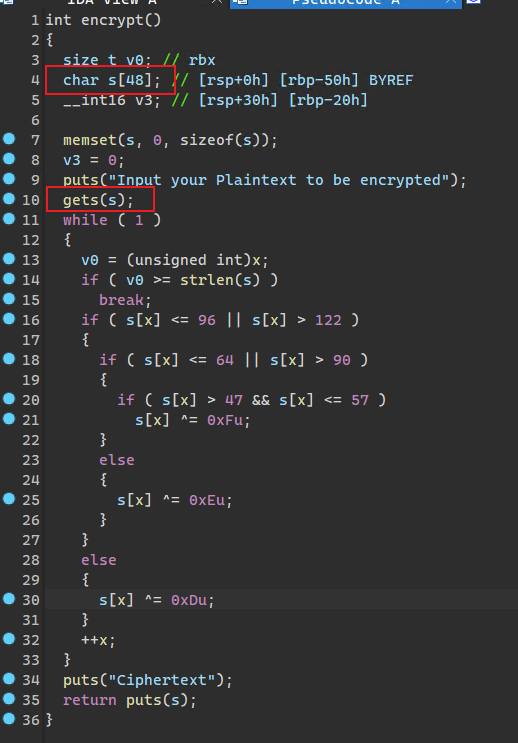 IDA View A Pseudocode A
1 int encrypt()
2 {
3 size_t v0; // rbx
4 char s[48]; // [rsp+0h] [rbp-50h] BYREF
5 __int16 v3; // [rsp+30h] [rbp-20h]
6
7 memset(s, 0, sizeof(s));
8 v3 = 0;
9 puts("Input your Plaintext to be encrypted");
10 gets(s);
11 while ( 1 )
12 {
13 v0 = (unsigned int)x;
14 if ( v0 >= strlen(s) )
15 break;
16 if ( s[x] <= 96 || s[x] > 122 )
17 {
18 if ( s[x] <= 64 || s[x] > 90 )
19 {
20 if ( s[x] > 47 && s[x] <= 57 )
21 s[x] ^= 0xFu;
22 }
23 else
24 {
25 s[x] ^= 0xEu;
26 }
27 }
28 else
29 {
30 s[x] ^= 0xDu;
31 }
32 ++x;
33 }
34 puts("Ciphertext");
35 return puts(s);
36 }